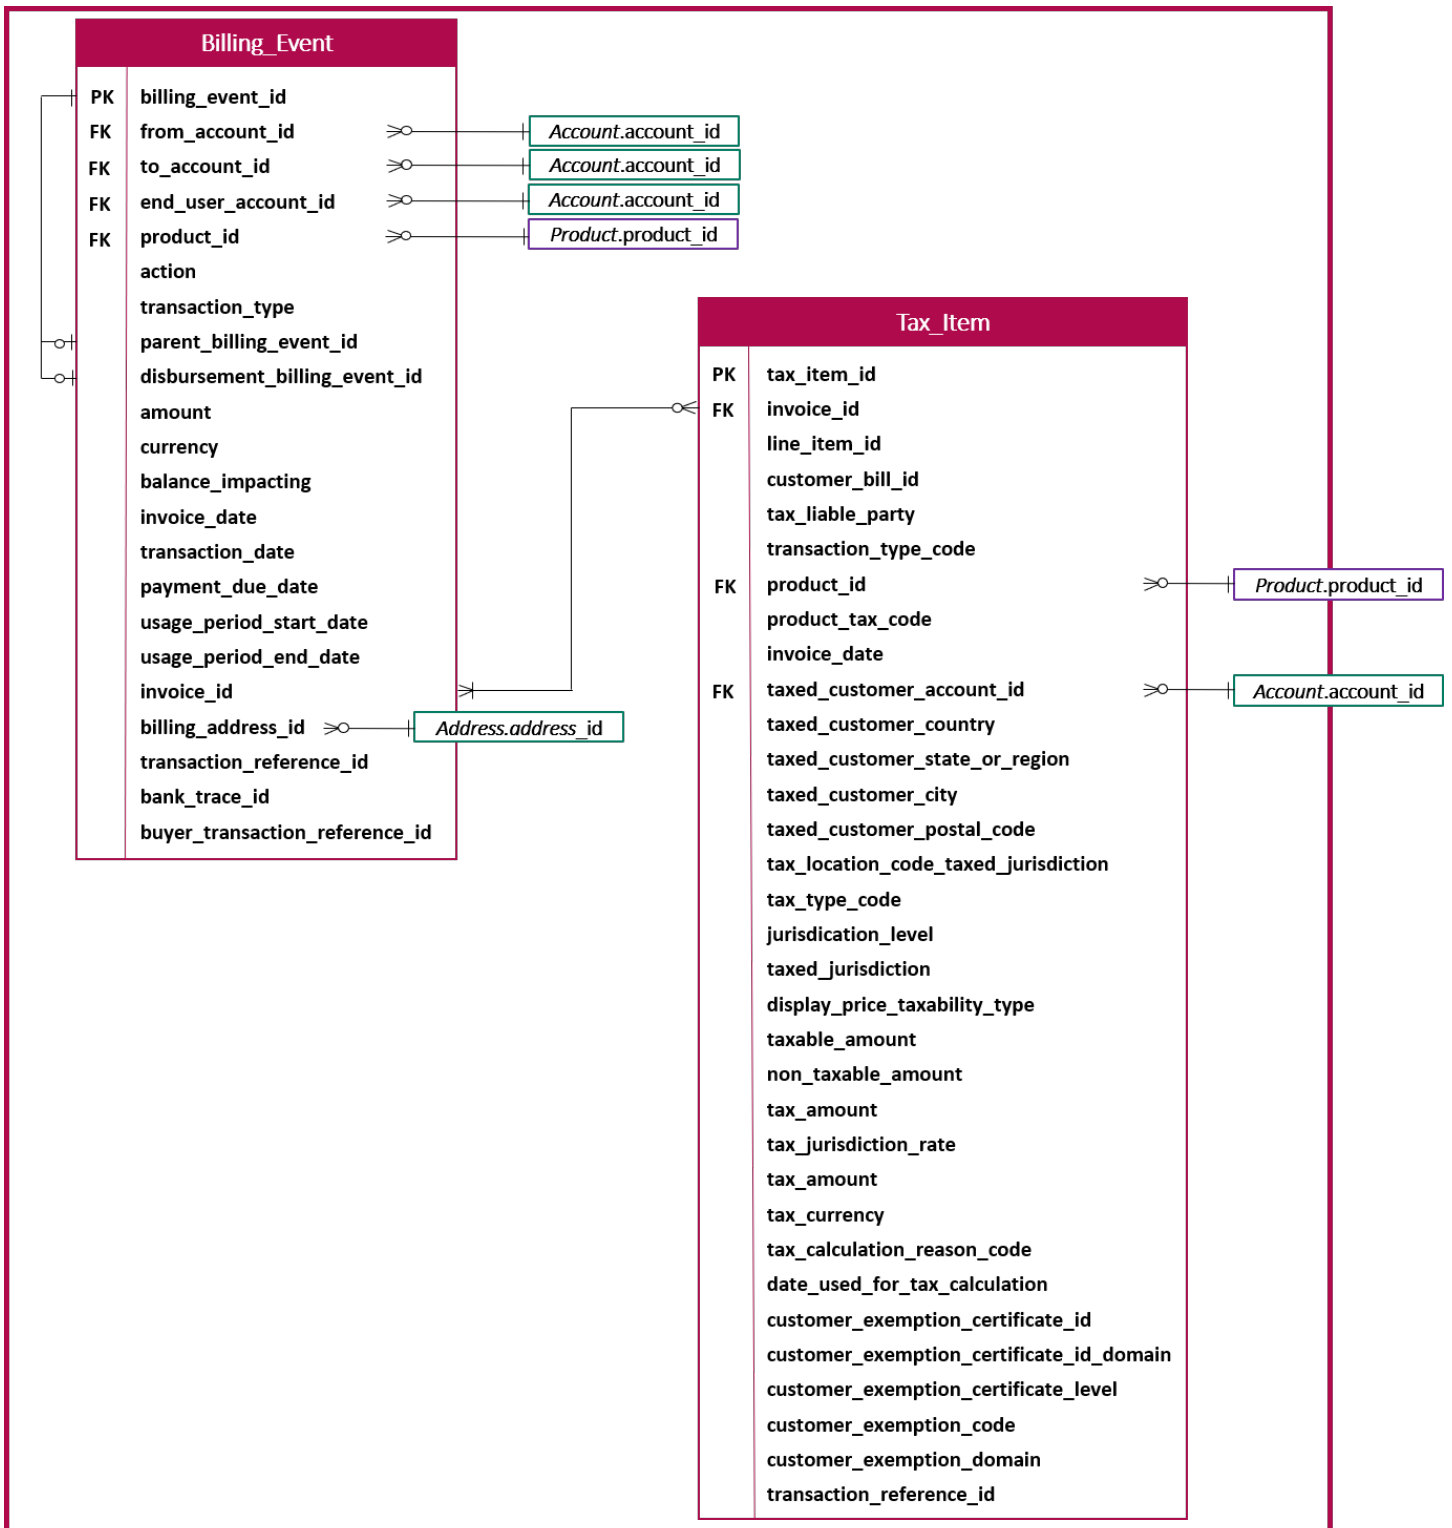 Billing_Event
PK billing_event_id
FK from_account_id Account.account_id
FK to_account_id Account.account_id
FK end_user_account_id Account.account_id
FK product_id Product.product_id
action
transaction_type
parent_billing_event_id
disbursement_billing_event_id
amount
currency
balance_impacting
invoice_date
transaction_date
payment_due_date
usage_period_start_date
usage_period_end_date
invoice_id
billing_address_id Address.address_id
transaction_reference_id
bank_trace_id
buyer_transaction_reference_id
Tax_Item
PK tax_item_id
FK invoice_id
line_item_id
customer_bill_id
tax_liable_party
transaction_type_code
FK product_id Product.product_id
product_tax_code
invoice_date
FK taxed_customer_account_id Account.account_id
taxed_customer_country
taxed_customer_state_or_region
taxed_customer_city
taxed_customer_postal_code
tax_location_code_taxed_jurisdiction
tax_type_code
jurisdication_level
taxed_jurisdiction
display_price_taxability_type
taxable_amount
non_taxable_amount
tax_amount
tax_jurisdiction_rate
tax_amount
tax_currency
tax_calculation_reason_code
date_used_for_tax_calculation
customer_exemption_certificate_id
customer_exemption_certificate_id_domain
customer_exemption_certificate_level
customer_exemption_code
customer_exemption_domain
transaction_reference_id